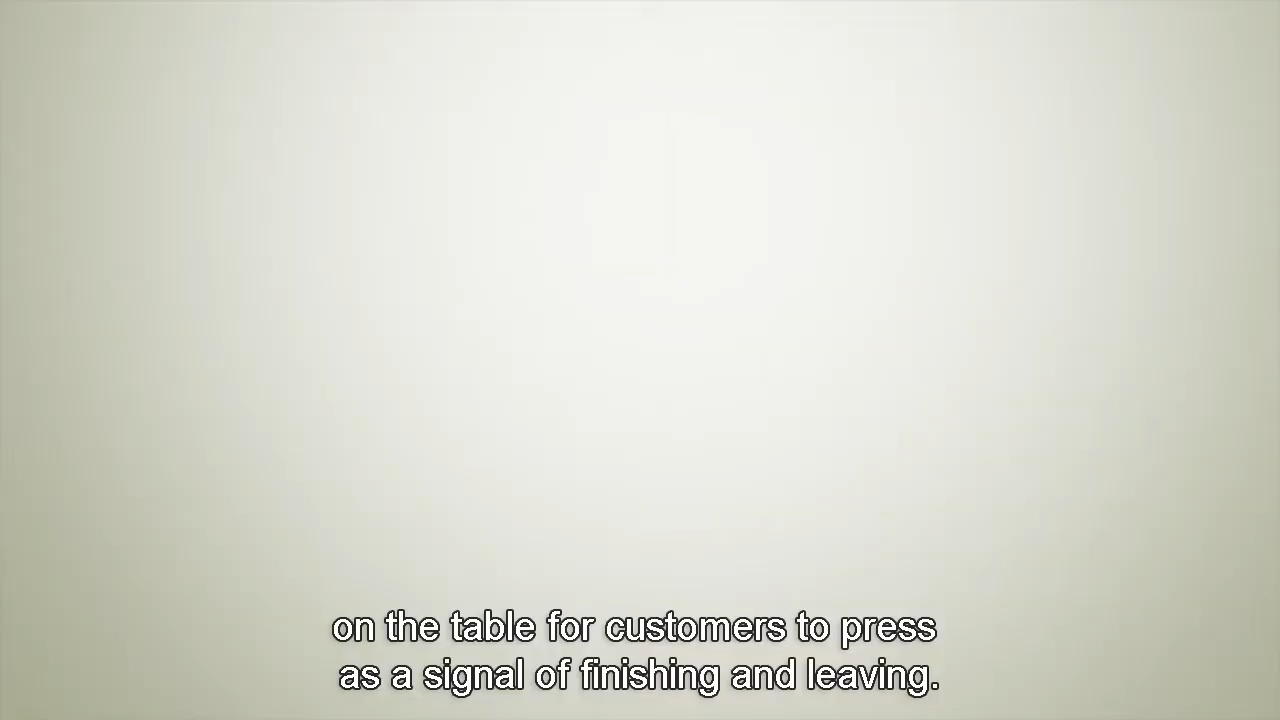 on the table for customers to press
as a signal of finishing and leaving.